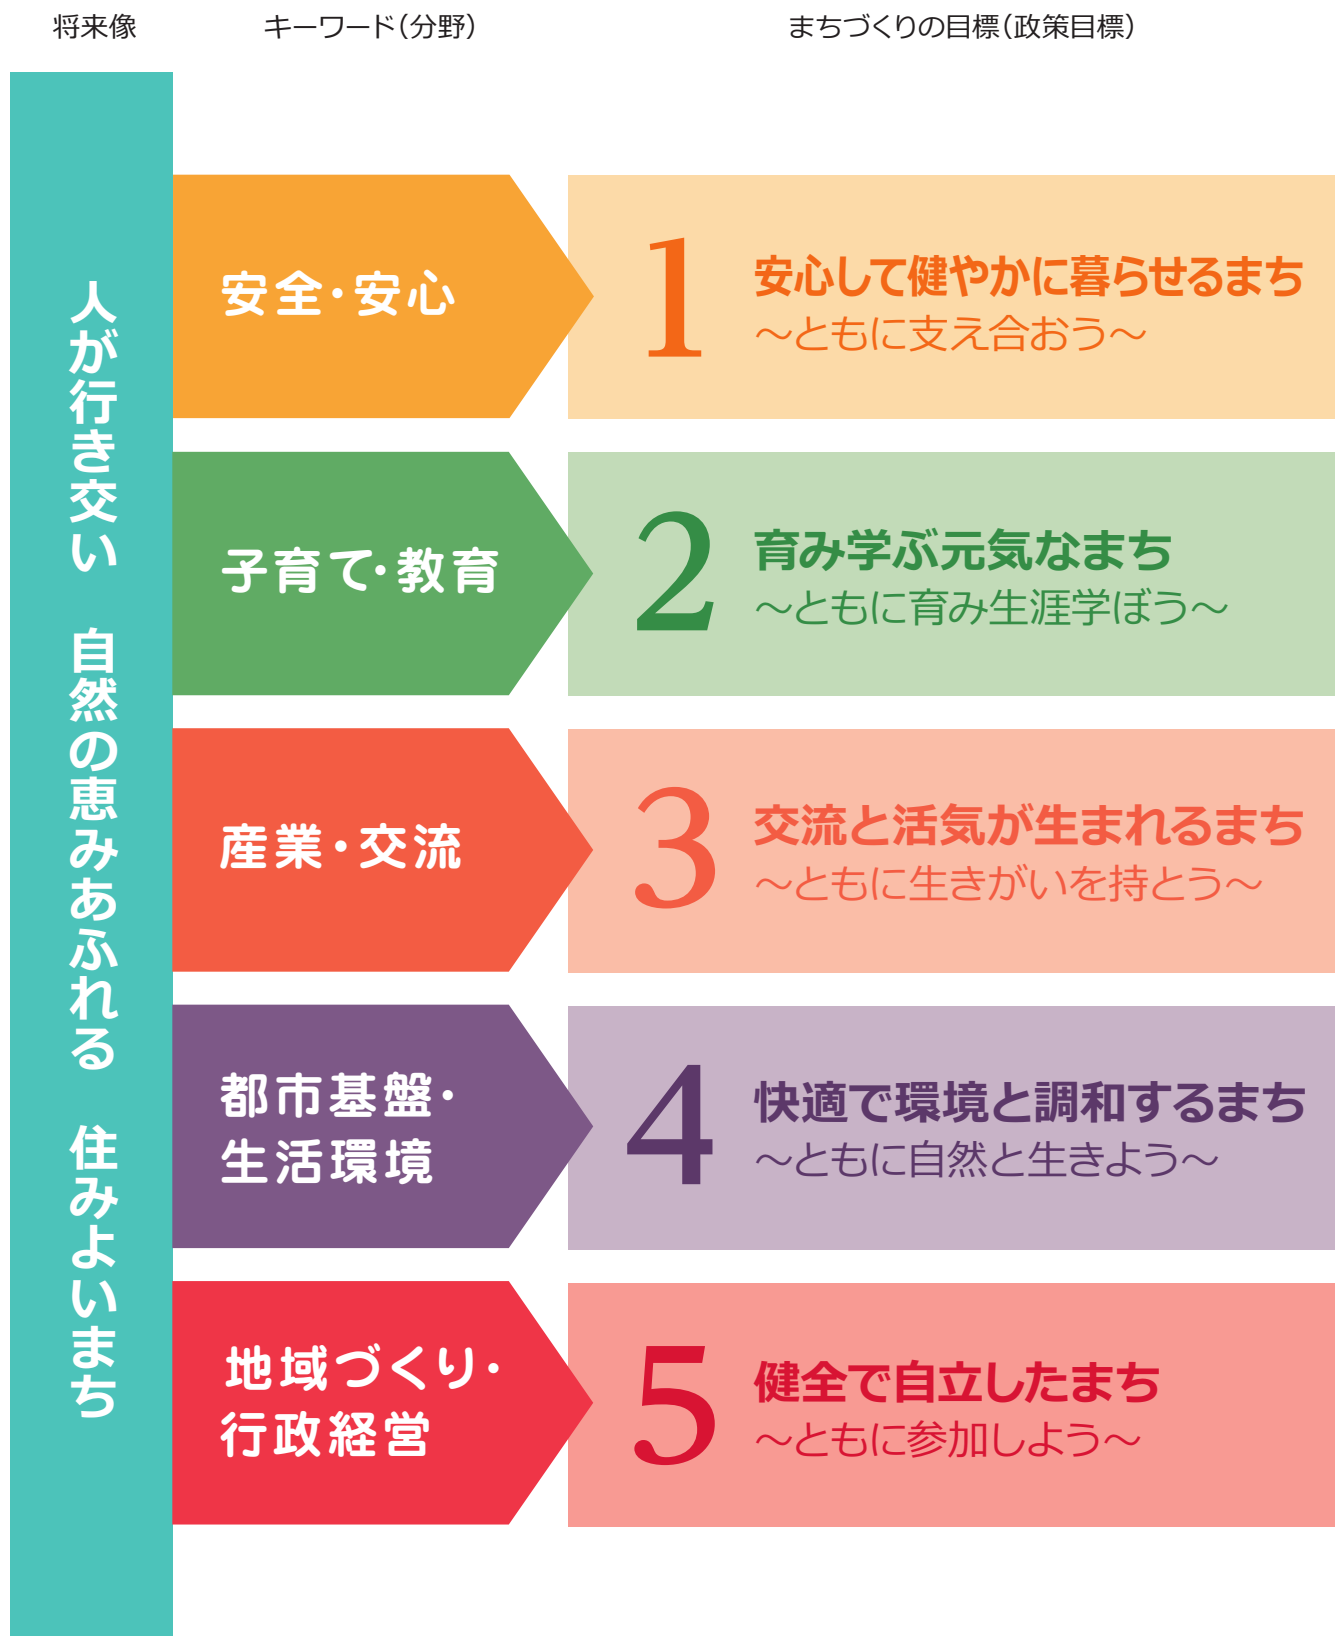 将来像
キーワード(分野)
まちづくりの目標(政策目標)
人が行き交い　自然の恵みあふれる　住みよいまち
安全・安心
1
安心して健やかに暮らせるまち
～ともに支え合おう～
子育て・教育
2
育み学ぶ元気なまち
～ともに育み生涯学ぼう～
産業・交流
3
交流と活気が生まれるまち
～ともに生きがいを持とう～
都市基盤・
生活環境
4
快適で環境と調和するまち
～ともに自然と生きよう～
地域づくり・
行政経営
5
健全で自立したまち
～ともに参加しよう～